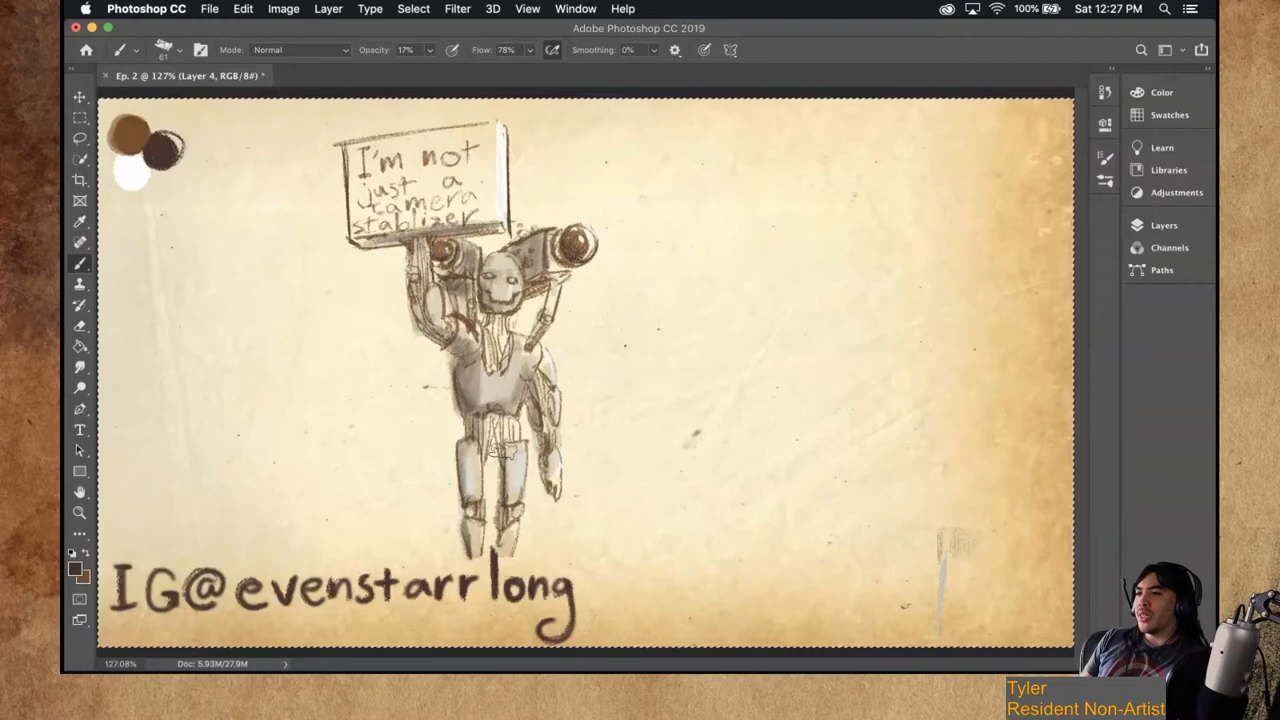 Photoshop CC File Edit Image Layer Type Select Filter 3D View Window Help 100% Sat 12:27 PM
Adobe Photoshop CC 2019
61 Mode: Normal Opacity: 17% Flow: 78% Smoothing: 0%
Ep. 2 @ 127% (Layer 4, RGB/8#) *
Color
Swatches
Learn
Libraries
Adjustments
Layers
Channels
Paths
I'm not
just a
camera
stablizer
IG@evenstarrlong
127.08% Doc: 5.93M/27.9M
Tyler
Resident Non-Artist